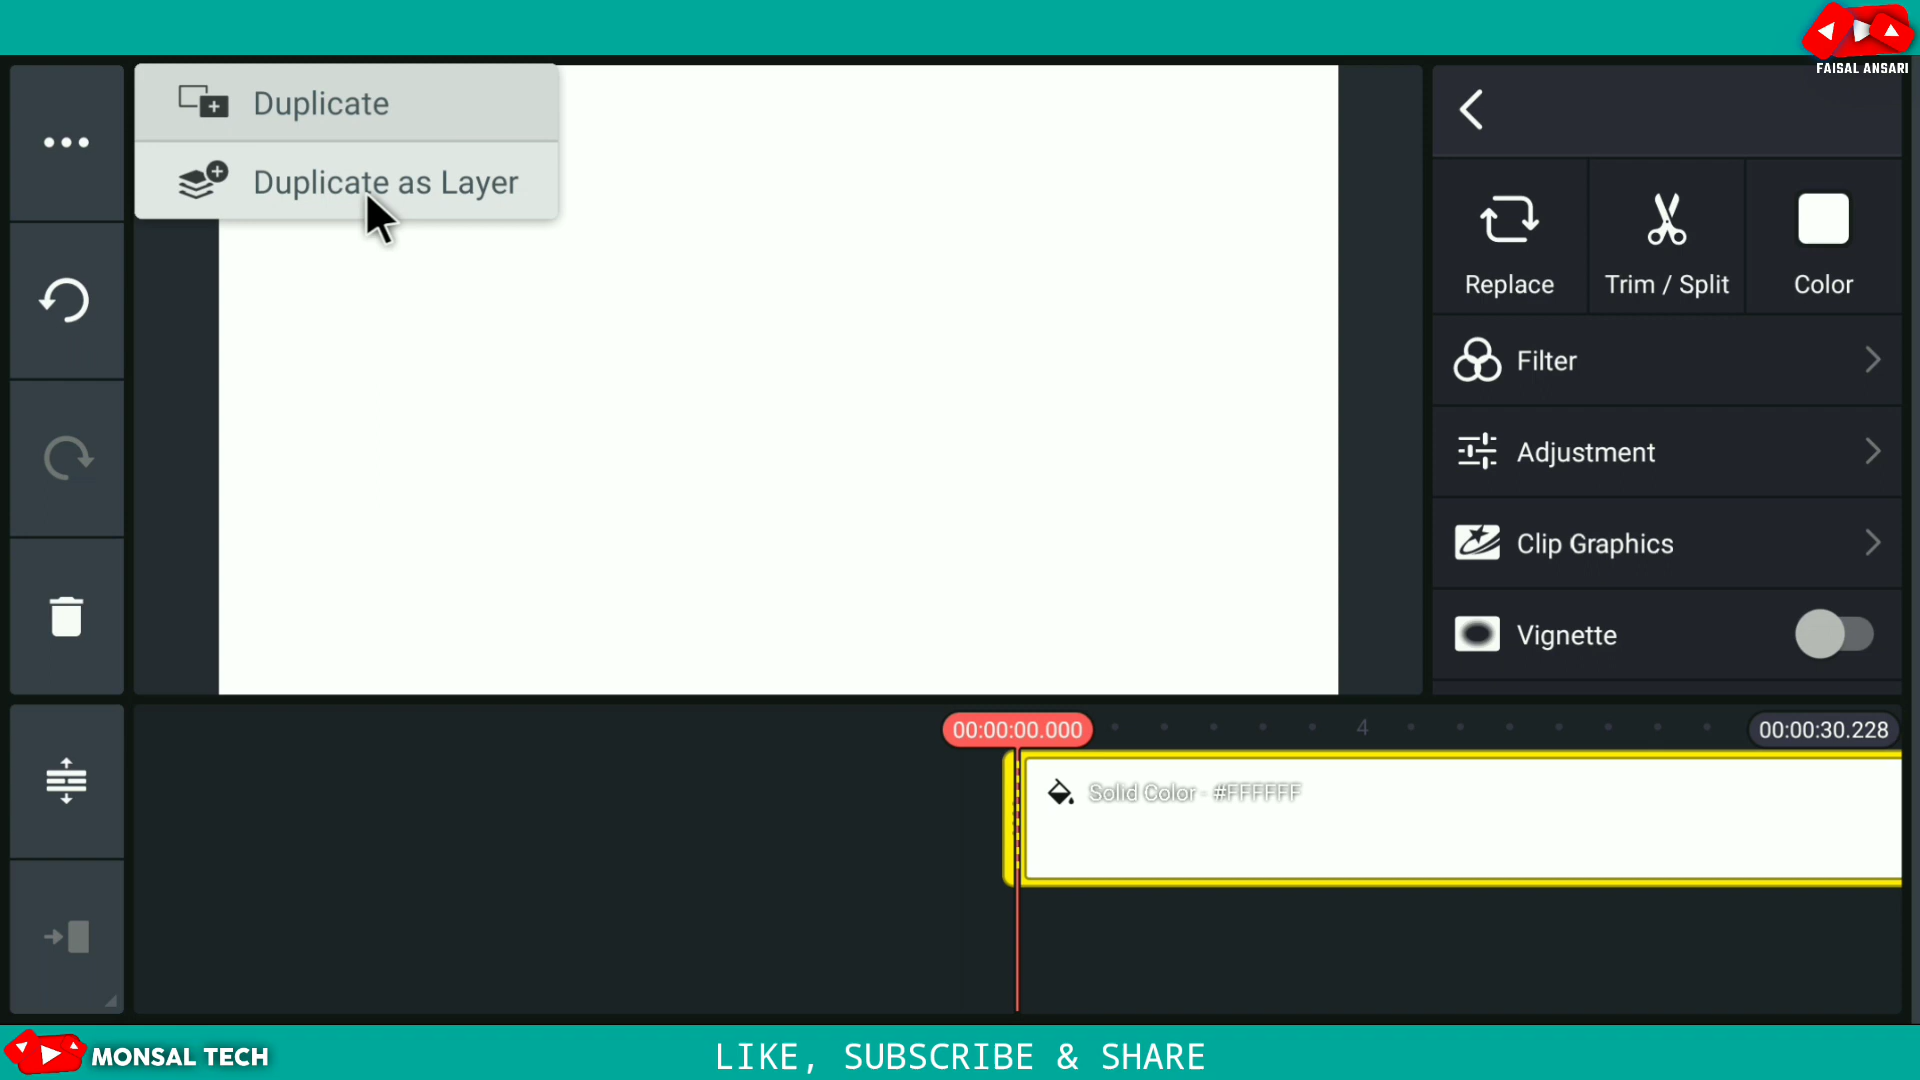 FAISAL ANSARI
Duplicate
Duplicate as Layer
Replace
Trim / Split
Color
Filter
Adjustment
Clip Graphics
Vignette
00:00:00.000
4
00:00:30.228
Solid Color - #FFFFFF
MONSAL TECH
LIKE, SUBSCRIBE & SHARE